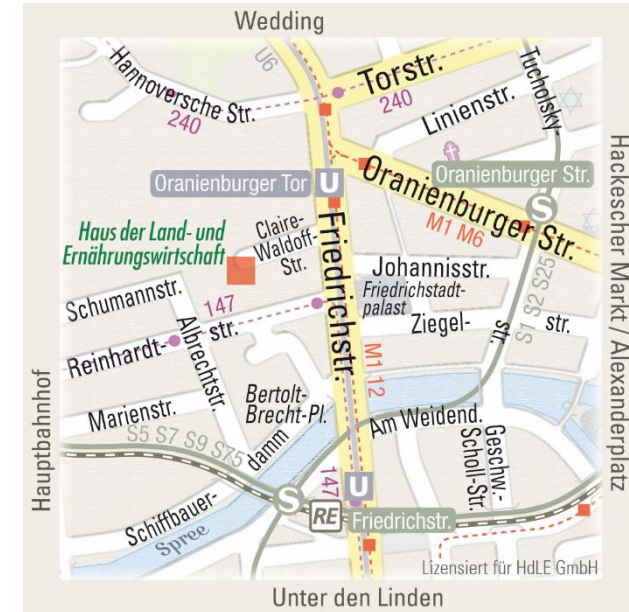 Wedding
U6
Hannoversche Str.
240
Torstr.
240
Tucholsky-
Linienstr.
Oranienburger Tor
U
Oranienburger Str.
Oranienburger Str.
S
M1 M6
Hackescher Markt / Alexanderplatz
Haus der Land- und
Ernährungswirtschaft
Claire-
Waldoff-
Str.
Friedrichstr.
Johannisstr.
Friedrichstadt-
palast
S1 S2 S25
Schumannstr.
147
Reinhardt-
str.
Albrechtstr.
Ziegel-
str.
str.
M1 12
Hauptbahnhof
Marienstr.
Bertolt-
Brecht-Pl.
Am Weidend.
S5 S7 S9 S75
damm
Geschw.-
Scholl-Str.
147
U
S
RE
Friedrichstr.
Schiffbauer-
Spree
Lizensiert für HdLE GmbH
Unter den Linden